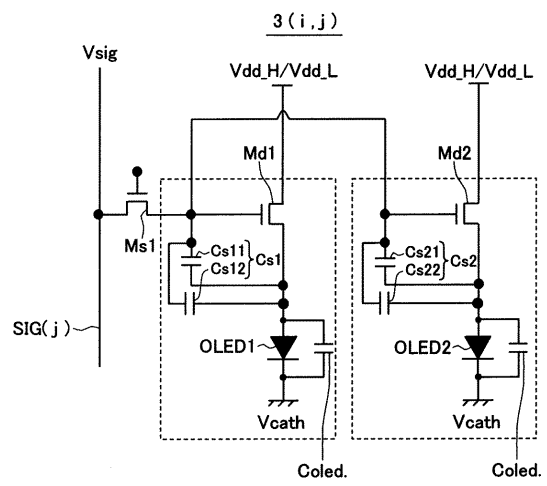 3(i,j)
Vsig
Vdd_H/Vdd_L
Vdd_H/Vdd_L
Md1
Md2
Ms1
Cs11
Cs12
Cs1
Cs21
Cs22
Cs2
SIG(j)
OLED1
OLED2
Vcath
Vcath
Coled.
Coled.